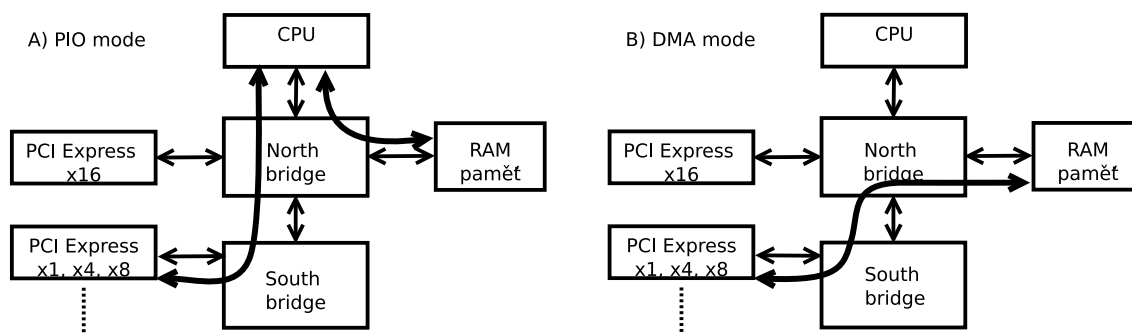 A) PIO mode
CPU
PCI Express
x16
North
bridge
RAM
paměť
PCI Express
x1, x4, x8
South
bridge
B) DMA mode
CPU
PCI Express
x16
North
bridge
RAM
paměť
PCI Express
x1, x4, x8
South
bridge